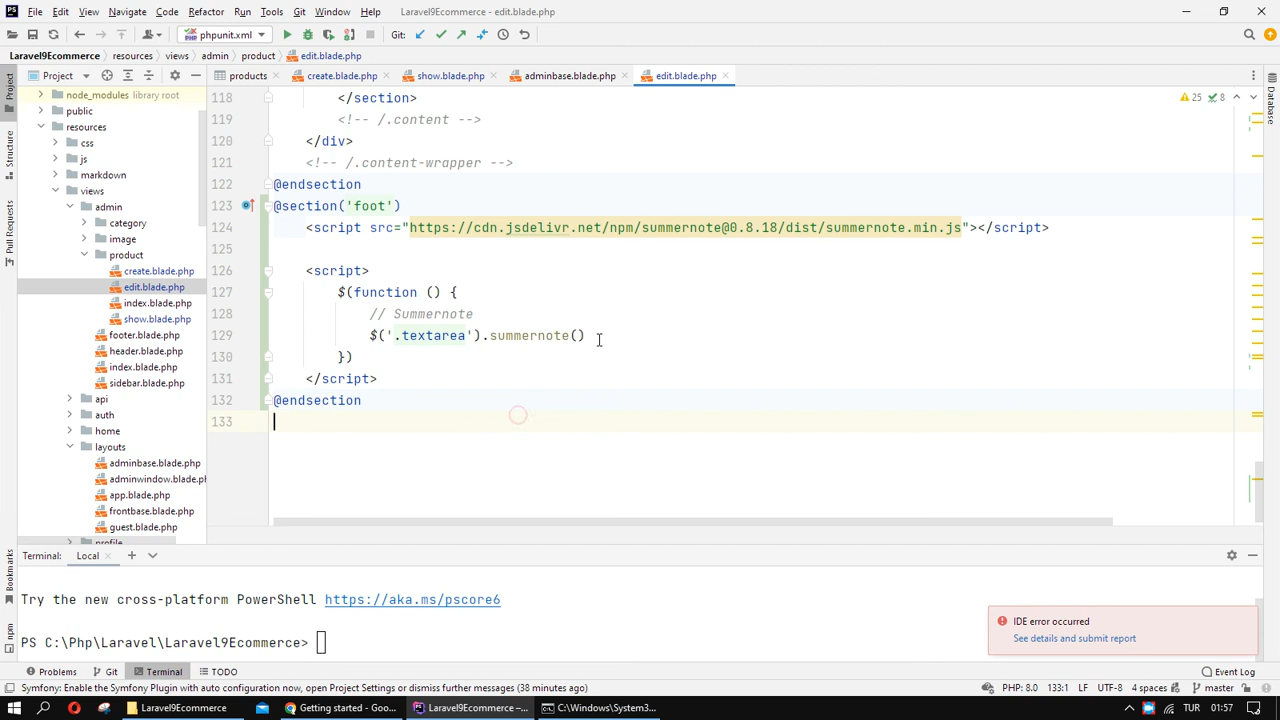 File Edit View Navigate Code Refactor Run Tools Git Window Help Laravel9Ecommerce - edit.blade.php
phpunit.xml Git:
Laravel9Ecommerce resources views admin product edit.blade.php
Project products create.blade.php show.blade.php adminbase.blade.php edit.blade.php
Project
Structure
Pull Requests
Bookmarks
npm
Database
node_modules library root
public
resources
css
js
markdown
views
admin
category
image
product
create.blade.php
edit.blade.php
index.blade.php
show.blade.php
footer.blade.php
header.blade.php
index.blade.php
sidebar.blade.php
api
auth
home
layouts
adminbase.blade.php
adminwindow.blade.ph
app.blade.php
frontbase.blade.php
guest.blade.php
profile
25 8
118 </section>
119 <!-- /.content -->
120 </div>
121 <!-- /.content-wrapper -->
122 @endsection
123 @section('foot')
124 <script src="https://cdn.jsdelivr.net/npm/summernote@0.8.18/dist/summernote.min.js"></script>
125
126 <script>
127 $(function () {
128 // Summernote
129 $('.textarea').summernote()
130 })
131 </script>
132 @endsection
133
Terminal: Local
Try the new cross-platform PowerShell https://aka.ms/pscore6
PS C:\Php\Laravel\Laravel9Ecommerce>
IDE error occurred
See details and submit report
Problems Git Terminal TODO Event Log
Symfony: Enable the Symfony Plugin with auto configuration now, open Project Settings or dismiss further messages (38 minutes ago) PHP: 8.0 133:1 LF UTF-8 4 spaces master
Laravel9Ecommerce Getting started - Goo... Laravel9Ecommerce –... C:\Windows\System3... TUR 01:57